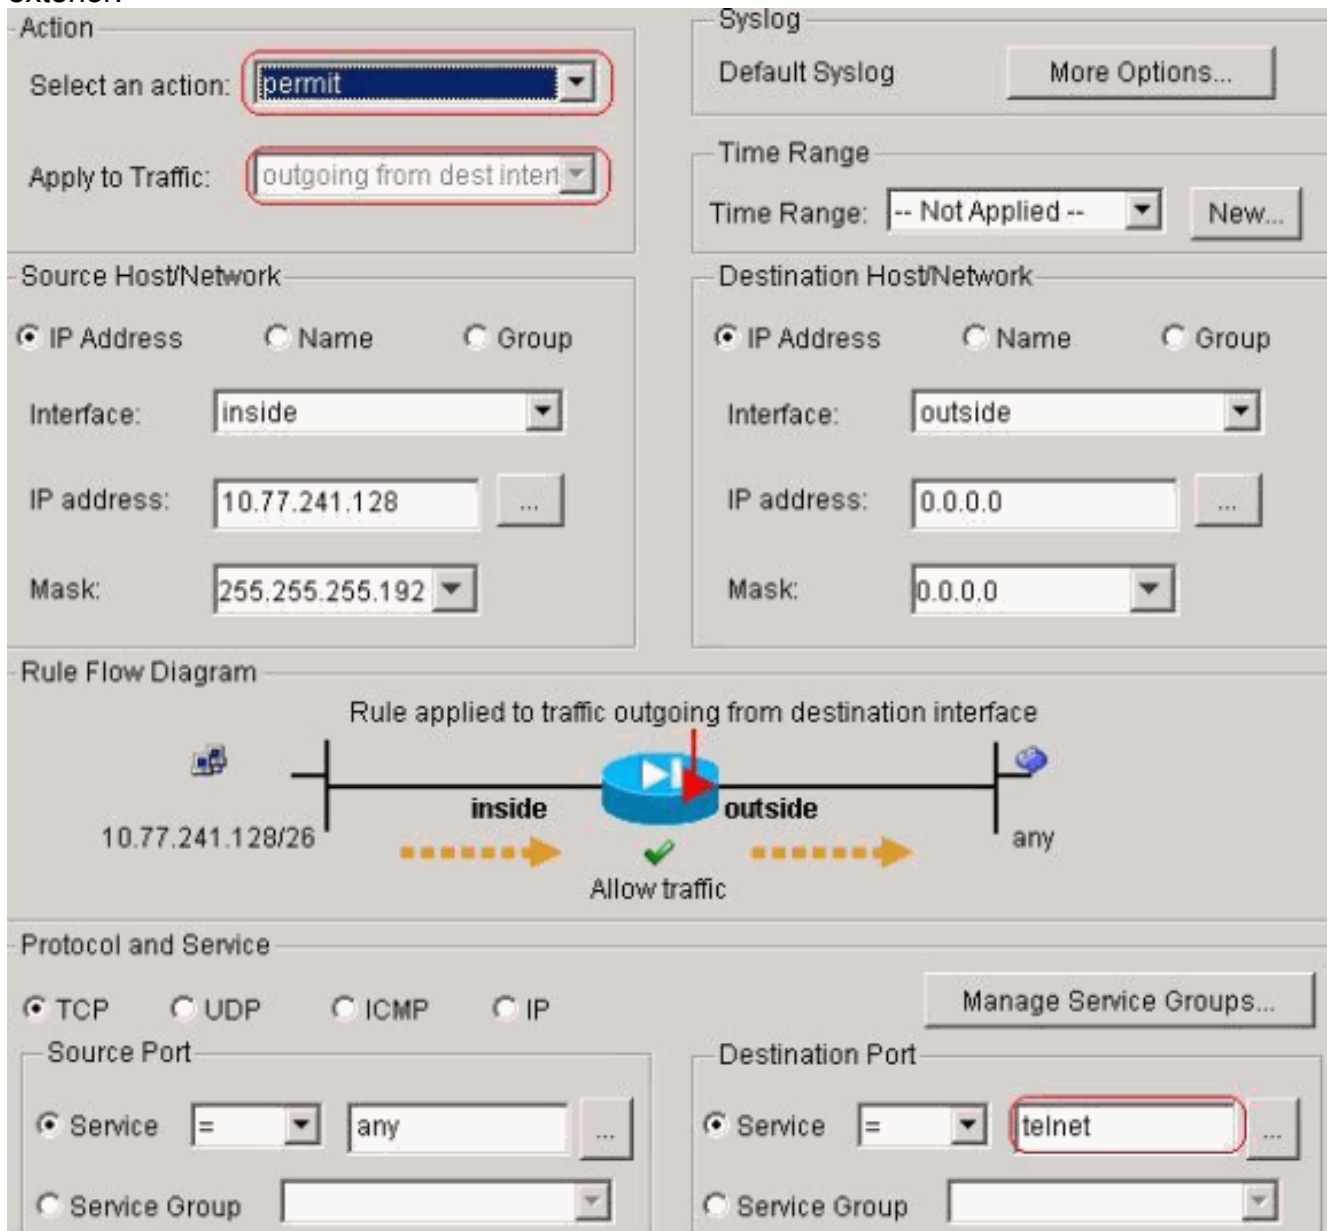 exterior.
Action
Select an action: permit
Apply to Traffic: outgoing from dest interf
Syslog
Default Syslog More Options...
Time Range
Time Range: -- Not Applied -- New...
Source Host/Network
IP Address Name Group
Interface: inside
IP address: 10.77.241.128 ...
Mask: 255.255.255.192
Destination Host/Network
IP Address Name Group
Interface: outside
IP address: 0.0.0.0 ...
Mask: 0.0.0.0
Rule Flow Diagram
Rule applied to traffic outgoing from destination interface
inside outside
10.77.241.128/26 any
Allow traffic
Protocol and Service
TCP UDP ICMP IP Manage Service Groups...
Source Port
Service = any ...
Service Group
Destination Port
Service = telnet ...
Service Group